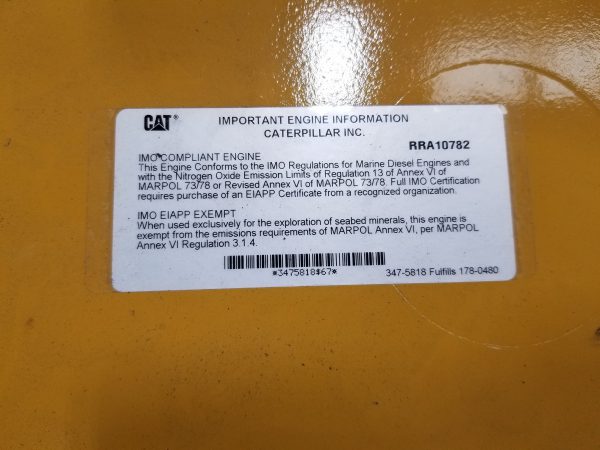 CAT®
IMPORTANT ENGINE INFORMATION
CATERPILLAR INC.
RRA10782
IMO COMPLIANT ENGINE
This Engine Conforms to the IMO Regulations for Marine Diesel Engines and
with the Nitrogen Oxide Emission Limits of Regulation 13 of Annex VI of
MARPOL 73/78 or Revised Annex VI of MARPOL 73/78. Full IMO Certification
requires purchase of an EIAPP Certificate from a recognized organization.
IMO EIAPP EXEMPT
When used exclusively for the exploration of seabed minerals, this engine is
exempt from the emissions requirements of MARPOL Annex VI, per MARPOL
Annex VI Regulation 3.1.4.
*3475818$67*
347-5818 Fulfills 178-0480